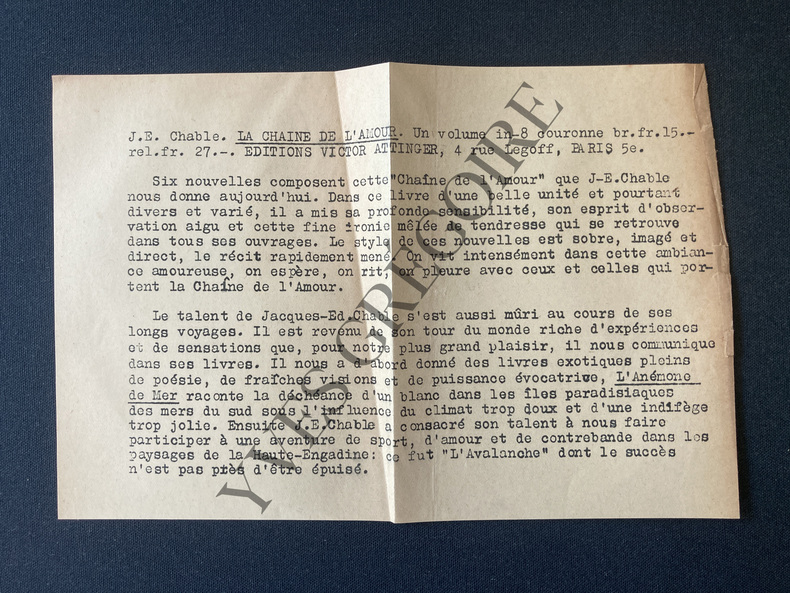 J.E. Chable. LA CHAINE DE L'AMOUR. Un volume in-8 couronne br.fr.15.-
rel.fr. 27.-. EDITIONS VICTOR ATTINGER, 4 rue Legoff, PARIS 5e.
Six nouvelles composent cette "Chaîne de l'Amour" que J-E.Chable
nous donne aujourd'hui. Dans ce livre d'une belle unité et pourtant
divers et varié, il a mis sa profonde sensibilité, son esprit d'obser-
vation aigu et cette fine ironie mêlée de tendresse qui se retrouve
dans tous ses ouvrages. Le style de ces nouvelles est sobre, imagé et
direct, le récit rapidement mené. On vit intensément dans cette ambian-
ce amoureuse, on espère, on rit, on pleure avec ceux et celles qui por-
tent la Chaîne de l'Amour.
Le talent de Jacques-Ed.Chable s'est aussi mûri au cours de ses
longs voyages. Il est revenu de son tour du monde riche d'expériences
et de sensations que, pour notre plus grand plaisir, il nous communique
dans ses livres. Il nous a d'abord donné des livres exotiques pleins
de poésie, de fraîches visions et de puissance évocatrive, L'Anémone
de Mer raconte la déchéance d'un blanc dans les îles paradisiaques
des mers du sud sous l'influence du climat trop doux et d'une indifège
trop jolie. Ensuite J.E.Chable a consacré son talent à nous faire
participer à une aventure de sport, d'amour et de contrebande dans les
paysages de la Haute-Engadine: ce fut "L'Avalanche" dont le succès
n'est pas près d'être épuisé.
YVES GREGOIRE